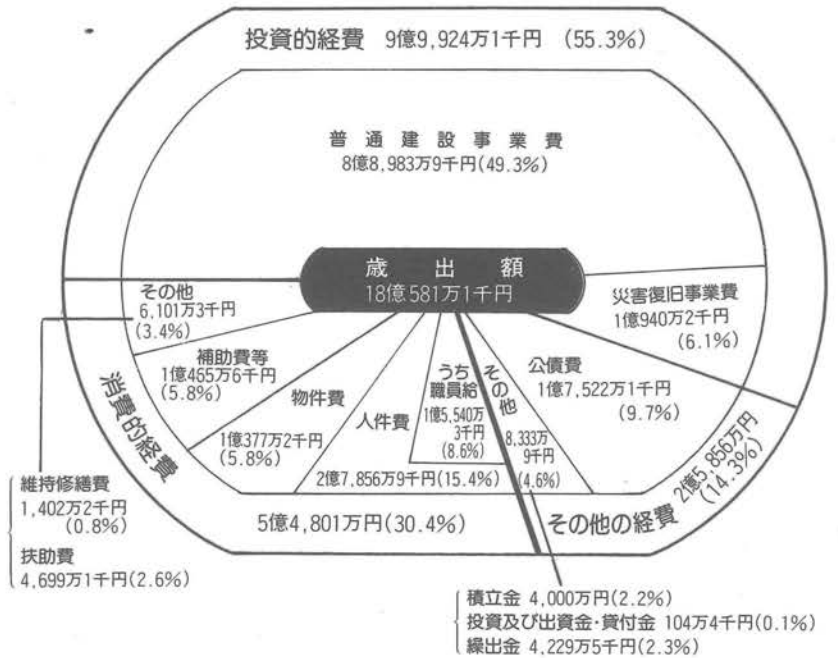 投資的経費 9億9,924万1千円 (55.3%)
普通建設事業費
8億8,983万9千円(49.3%)
歳出額
18億581万1千円
災害復旧事業費
1億940万2千円
(6.1%)
公債費
1億7,522万1千円
(9.7%)
その他
8,333万
9千円
(4.6%)
うち
職員給
1億5,540万
3千円
(8.6%)
人件費
2億7,856万9千円(15.4%)
物件費
1億377万2千円
(5.8%)
補助費等
1億465万6千円
(5.8%)
その他
6,101万3千円
(3.4%)
消費的経費
5億4,801万円(30.4%)
その他の経費
2億5,856万円
(14.3%)
維持修繕費
1,402万2千円
(0.8%)
扶助費
4,699万1千円(2.6%)
積立金 4,000万円(2.2%)
投資及び出資金・貸付金 104万4千円(0.1%)
繰出金 4,229万5千円(2.3%)